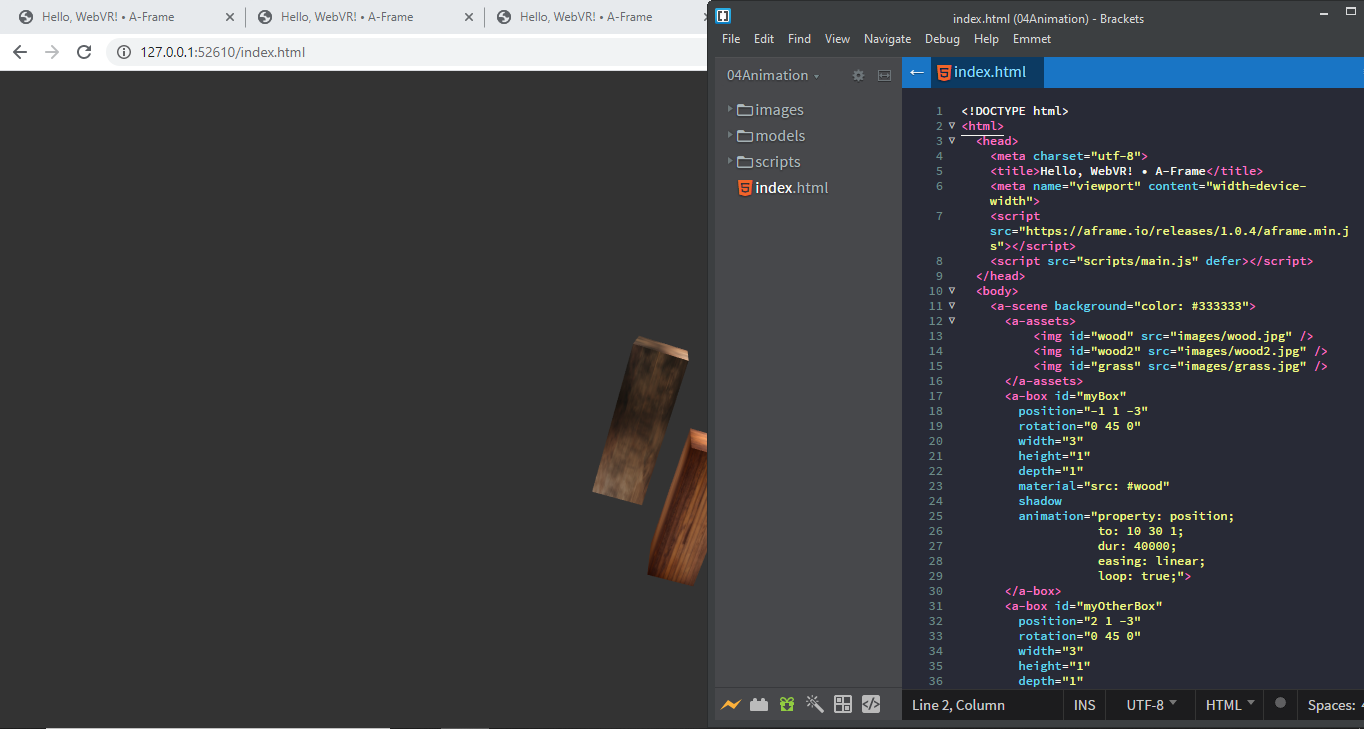 Hello, WebVR! • A-Frame
Hello, WebVR! • A-Frame
Hello, WebVR! • A-Frame
127.0.0.1:52610/index.html
index.html (04Animation) - Brackets
File Edit Find View Navigate Debug Help Emmet
04Animation
images
models
scripts
index.html
index.html
1 <!DOCTYPE html>
2 <html>
3 <head>
4 <meta charset="utf-8">
5 <title>Hello, WebVR! • A-Frame</title>
6 <meta name="viewport" content="width=device-
width">
7 <script
src="https://aframe.io/releases/1.0.4/aframe.min.j
s"></script>
8 <script src="scripts/main.js" defer></script>
9 </head>
10 <body>
11 <a-scene background="color: #333333">
12 <a-assets>
13 <img id="wood" src="images/wood.jpg" />
14 <img id="wood2" src="images/wood2.jpg" />
15 <img id="grass" src="images/grass.jpg" />
16 </a-assets>
17 <a-box id="myBox"
18 position="-1 1 -3"
19 rotation="0 45 0"
20 width="3"
21 height="1"
22 depth="1"
23 material="src: #wood"
24 shadow
25 animation="property: position;
26 to: 10 30 1;
27 dur: 40000;
28 easing: linear;
29 loop: true;">
30 </a-box>
31 <a-box id="myOtherBox"
32 position="2 1 -3"
33 rotation="0 45 0"
34 width="3"
35 height="1"
36 depth="1"
Line 2, Column INS UTF-8 HTML Spaces: